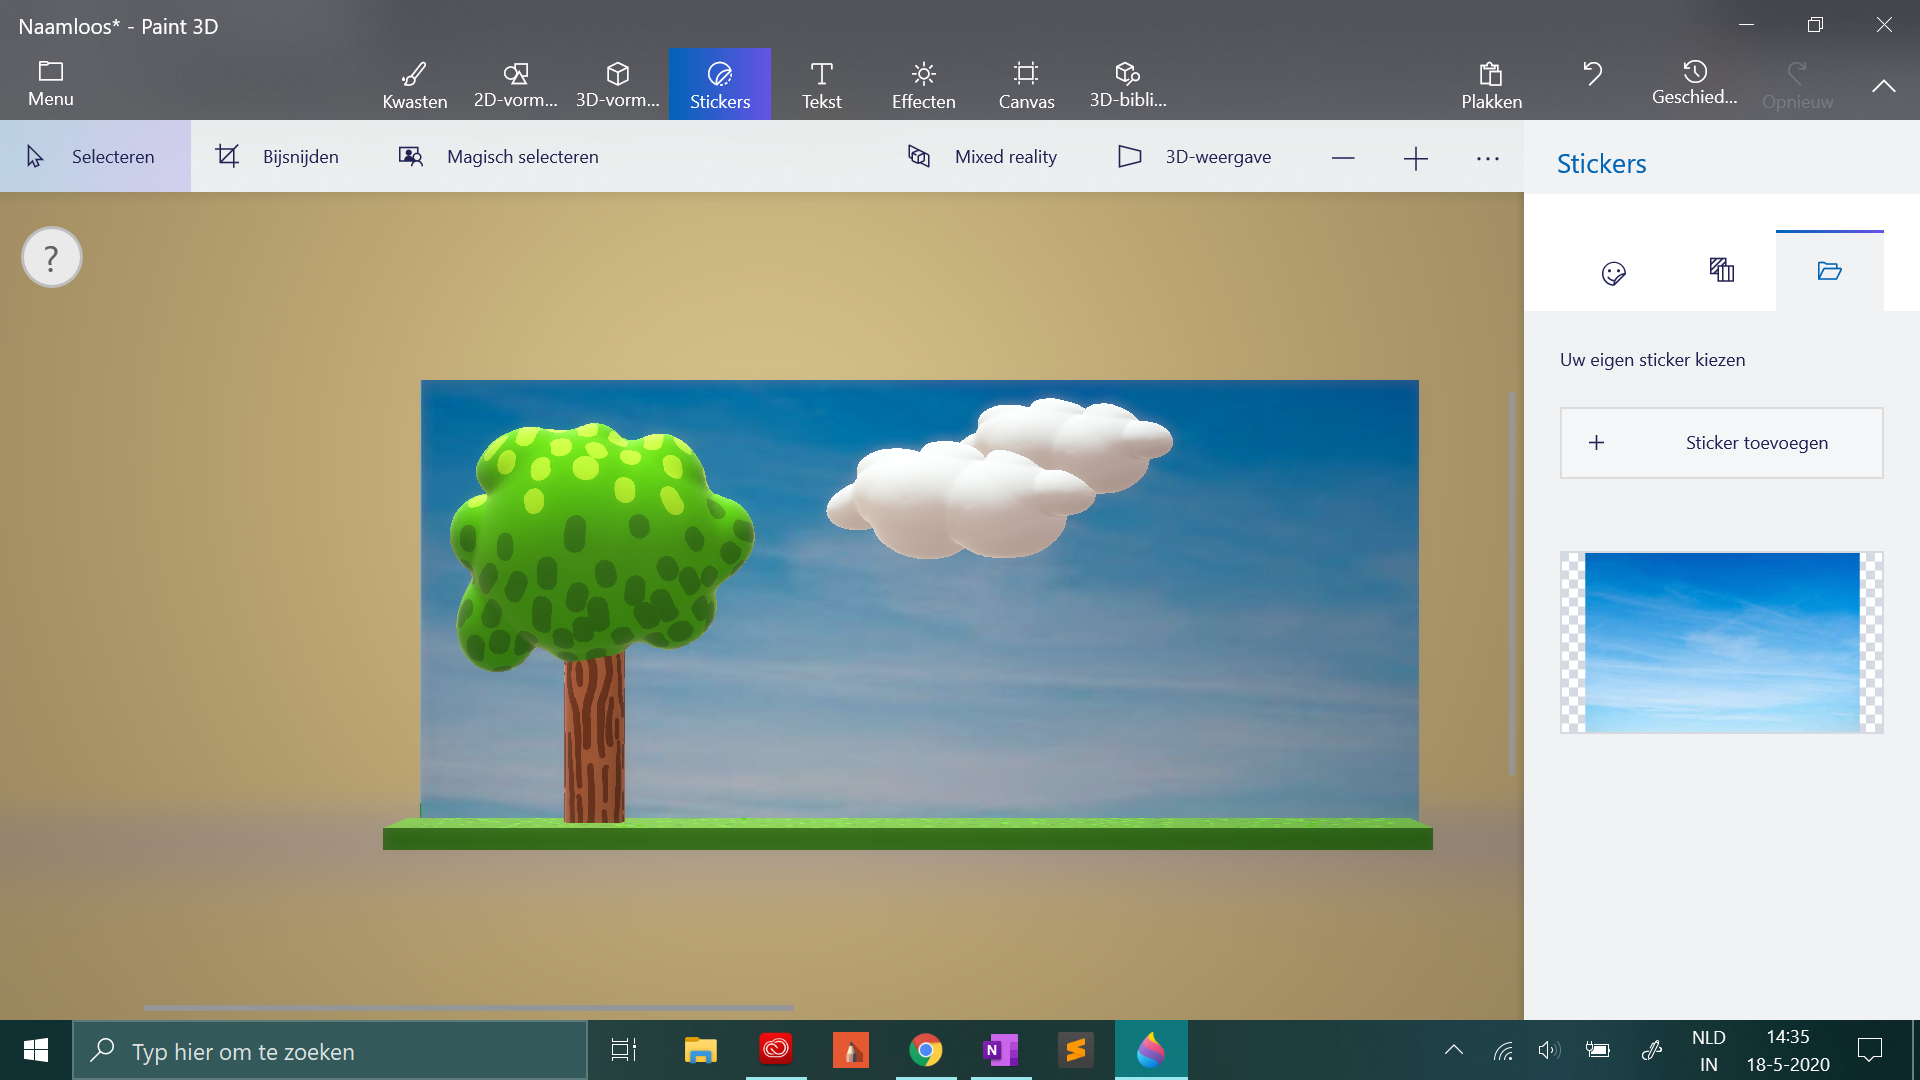 Naamloos* - Paint 3D
Menu
Kwasten
2D-vorm...
3D-vorm...
Stickers
Tekst
Effecten
Canvas
3D-bibli...
Plakken
Geschied...
Opnieuw
Selecteren
Bijsnijden
Magisch selecteren
Mixed reality
3D-weergave
Stickers
?
Uw eigen sticker kiezen
Sticker toevoegen
Typ hier om te zoeken
N
NLD
IN
14:35
18-5-2020